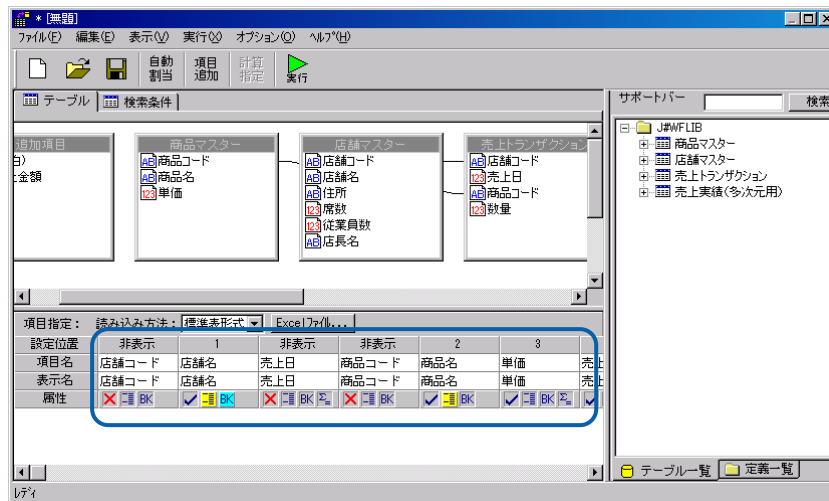 * [無題]
ファイル(F) 編集(E) 表示(V) 実行(X) オプション(O) ヘルプ(H)
自動割当 項目追加 計算指定 実行
テーブル 検索条件
サポートバー 検索
追加項目 商品マスター 店舗マスター 売上トランザクション
商品コード
商品名
単価
店舗コード
店舗名
住所
席数
従業員数
店長名
店舗コード
売上日
商品コード
数量
J#WFLIB
商品マスター
店舗マスター
売上トランザクション
売上実績(多次元用)
項目指定: 読み込み方法: 標準表形式 Excelファイル...
設定位置 非表示 1 非表示 非表示 2 3
項目名 店舗コード 店舗名 売上日 商品コード 商品名 単価
表示名 店舗コード 店舗名 売上日 商品コード 商品名 単価
属性 BK BK BK BK BK BK
テーブル一覧 定義一覧
レディ